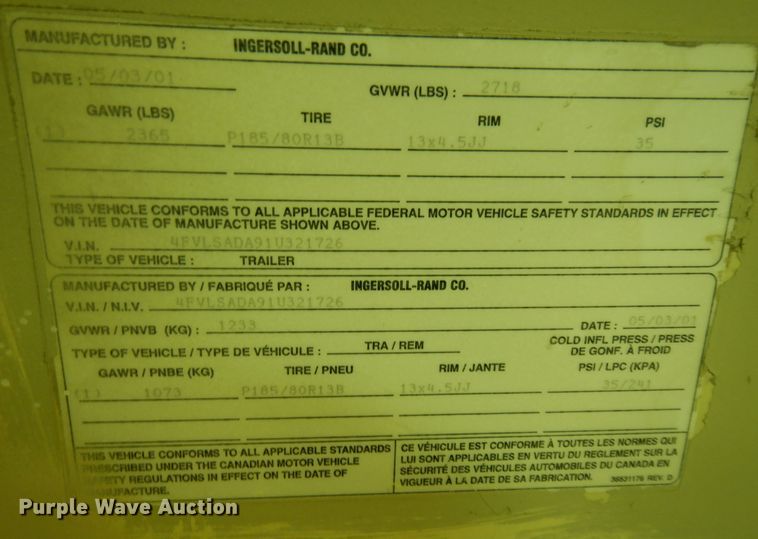 MANUFACTURED BY : INGERSOLL-RAND CO.
DATE : 05/03/01 GVWR (LBS) : 2718
GAWR (LBS) TIRE RIM PSI
(1) 2365 P185/80R13B 13x4.5JJ 35
THIS VEHICLE CONFORMS TO ALL APPLICABLE FEDERAL MOTOR VEHICLE SAFETY STANDARDS IN EFFECT
ON THE DATE OF MANUFACTURE SHOWN ABOVE.
V.I.N. 4FVLSADA91U321726
TYPE OF VEHICLE : TRAILER
MANUFACTURED BY / FABRIQUÉ PAR : INGERSOLL-RAND CO.
V.I.N. / N.I.V. 4FVLSADA91U321726
GVWR / PNVB (KG) : 1233 DATE : 05/03/01
TYPE OF VEHICLE / TYPE DE VÉHICULE : TRA / REM COLD INFL PRESS / PRESS
DE GONF. À FROID
GAWR / PNBE (KG) TIRE / PNEU RIM / JANTE PSI / LPC (KPA)
(1) 1073 P185/80R13B 13x4.5JJ 35/241
THIS VEHICLE CONFORMS TO ALL APPLICABLE STANDARDS
PRESCRIBED UNDER THE CANADIAN MOTOR VEHICLE
SAFETY REGULATIONS IN EFFECT ON THE DATE OF
MANUFACTURE.
CE VÉHICULE EST CONFORME À TOUTES LES NORMES QUI
LUI SONT APPLICABLES EN VERTU DU REGLEMENT SUR LA
SÉCURITÉ DES VÉHICULES AUTOMOBILES DU CANADA EN
VIGUEUR À LA DATE DE SA FABRICATION. 36531176 REV. D
Purple Wave Auction